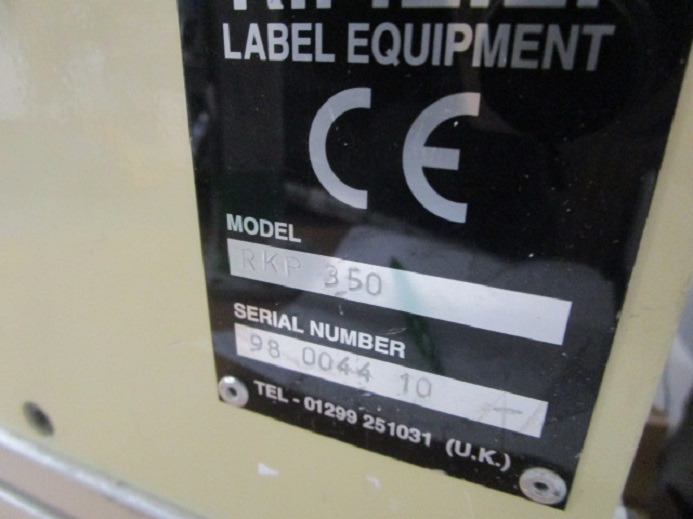 LABEL EQUIPMENT
CE
MODEL
RKP 350
SERIAL NUMBER
98 0044 10
TEL - 01299 251031 (U.K.)